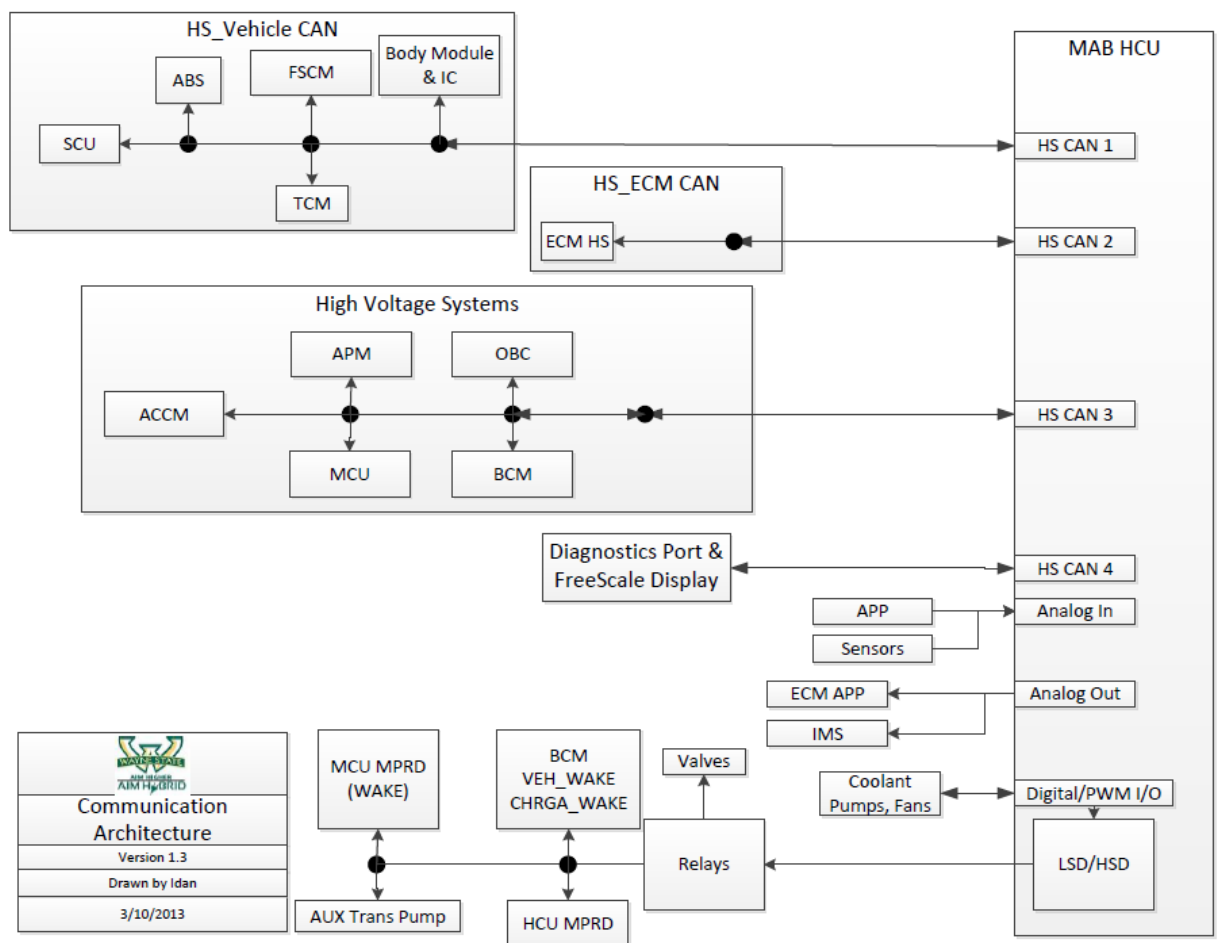 HS_Vehicle CAN
ABS
FSCM
Body Module
& IC
SCU
TCM
HS_ECM CAN
ECM HS
High Voltage Systems
APM
OBC
ACCM
MCU
BCM
Diagnostics Port &
FreeScale Display
MAB HCU
HS CAN 1
HS CAN 2
HS CAN 3
HS CAN 4
APP
Analog In
Sensors
ECM APP
Analog Out
IMS
Coolant
Pumps, Fans
Digital/PWM I/O
LSD/HSD
Valves
Relays
BCM
VEH_WAKE
CHRGA_WAKE
HCU MPRD
MCU MPRD
(WAKE)
AUX Trans Pump
WAYNE STATE
AIM HIGHER
AIM HYBRID
Communication
Architecture
Version 1.3
Drawn by Idan
3/10/2013